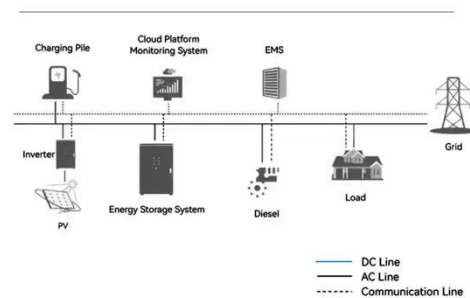 Charging Pile
Cloud Platform
Monitoring System
EMS
Grid
Inverter
PV
Energy Storage System
Diesel
Load
DC Line
AC Line
Communication Line